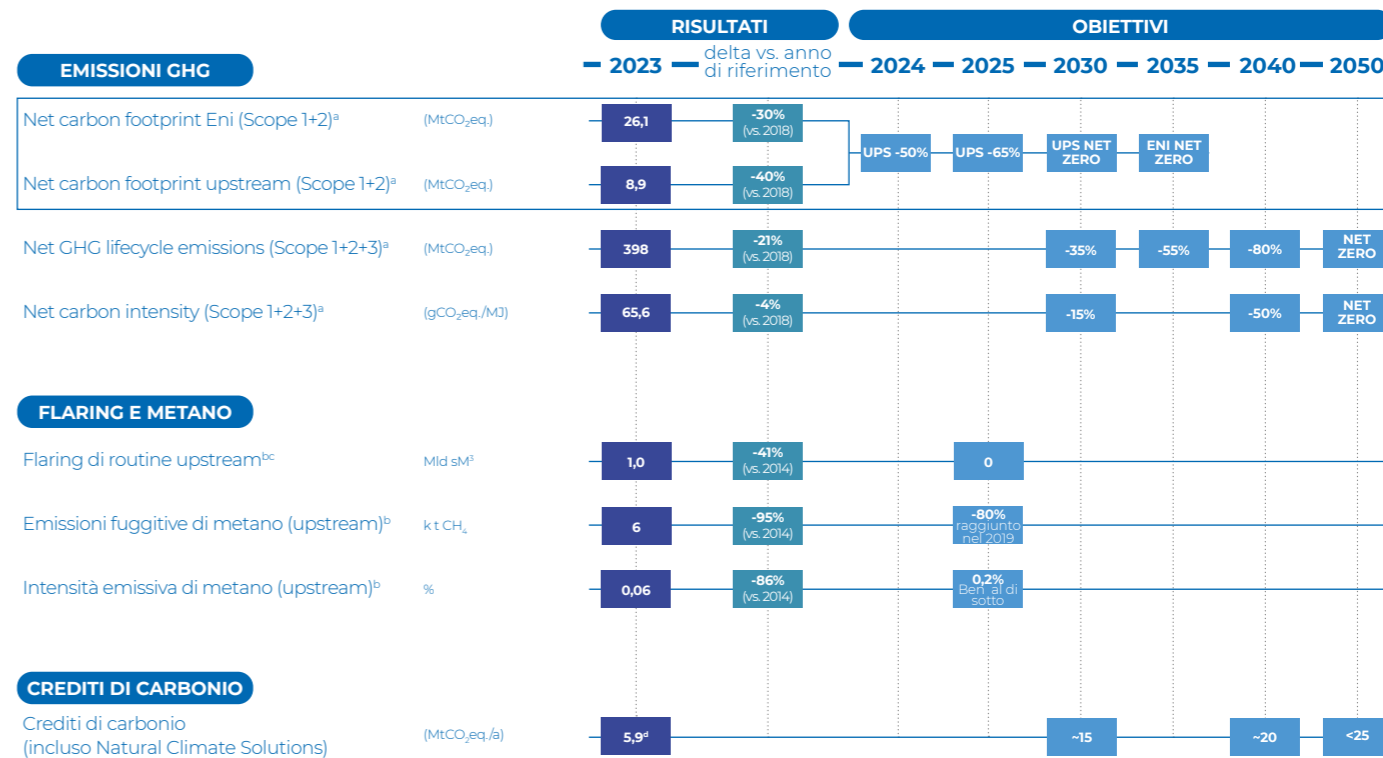 RISULTATI OBIETTIVI
EMISSIONI GHG 2023 delta vs. anno di riferimento 2024 2025 2030 2035 2040 2050
Net carbon footprint Eni (Scope 1+2)ᵃ (MtCO₂eq.) 26,1 -30% (vs. 2018)
UPS -50% UPS -65% UPS NET ZERO ENI NET ZERO
Net carbon footprint upstream (Scope 1+2)ᵃ (MtCO₂eq.) 8,9 -40% (vs. 2018)
Net GHG lifecycle emissions (Scope 1+2+3)ᵃ (MtCO₂eq.) 398 -21% (vs. 2018) -35% -55% -80% NET ZERO
Net carbon intensity (Scope 1+2+3)ᵃ (gCO₂eq./MJ) 65,6 -4% (vs. 2018) -15% -50% NET ZERO
FLARING E METANO
Flaring di routine upstreamᵇᶜ Mld sM³ 1,0 -41% (vs. 2014) 0
Emissioni fuggitive di metano (upstream)ᵇ k t CH₄ 6 -95% (vs. 2014) -80% raggiunto nel 2019
Intensità emissiva di metano (upstream)ᵇ % 0,06 -86% (vs. 2014) 0,2% Ben al di sotto
CREDITI DI CARBONIO
Crediti di carbonio
(incluso Natural Climate Solutions) (MtCO₂eq./a) 5,9ᵈ ~15 ~20 <25